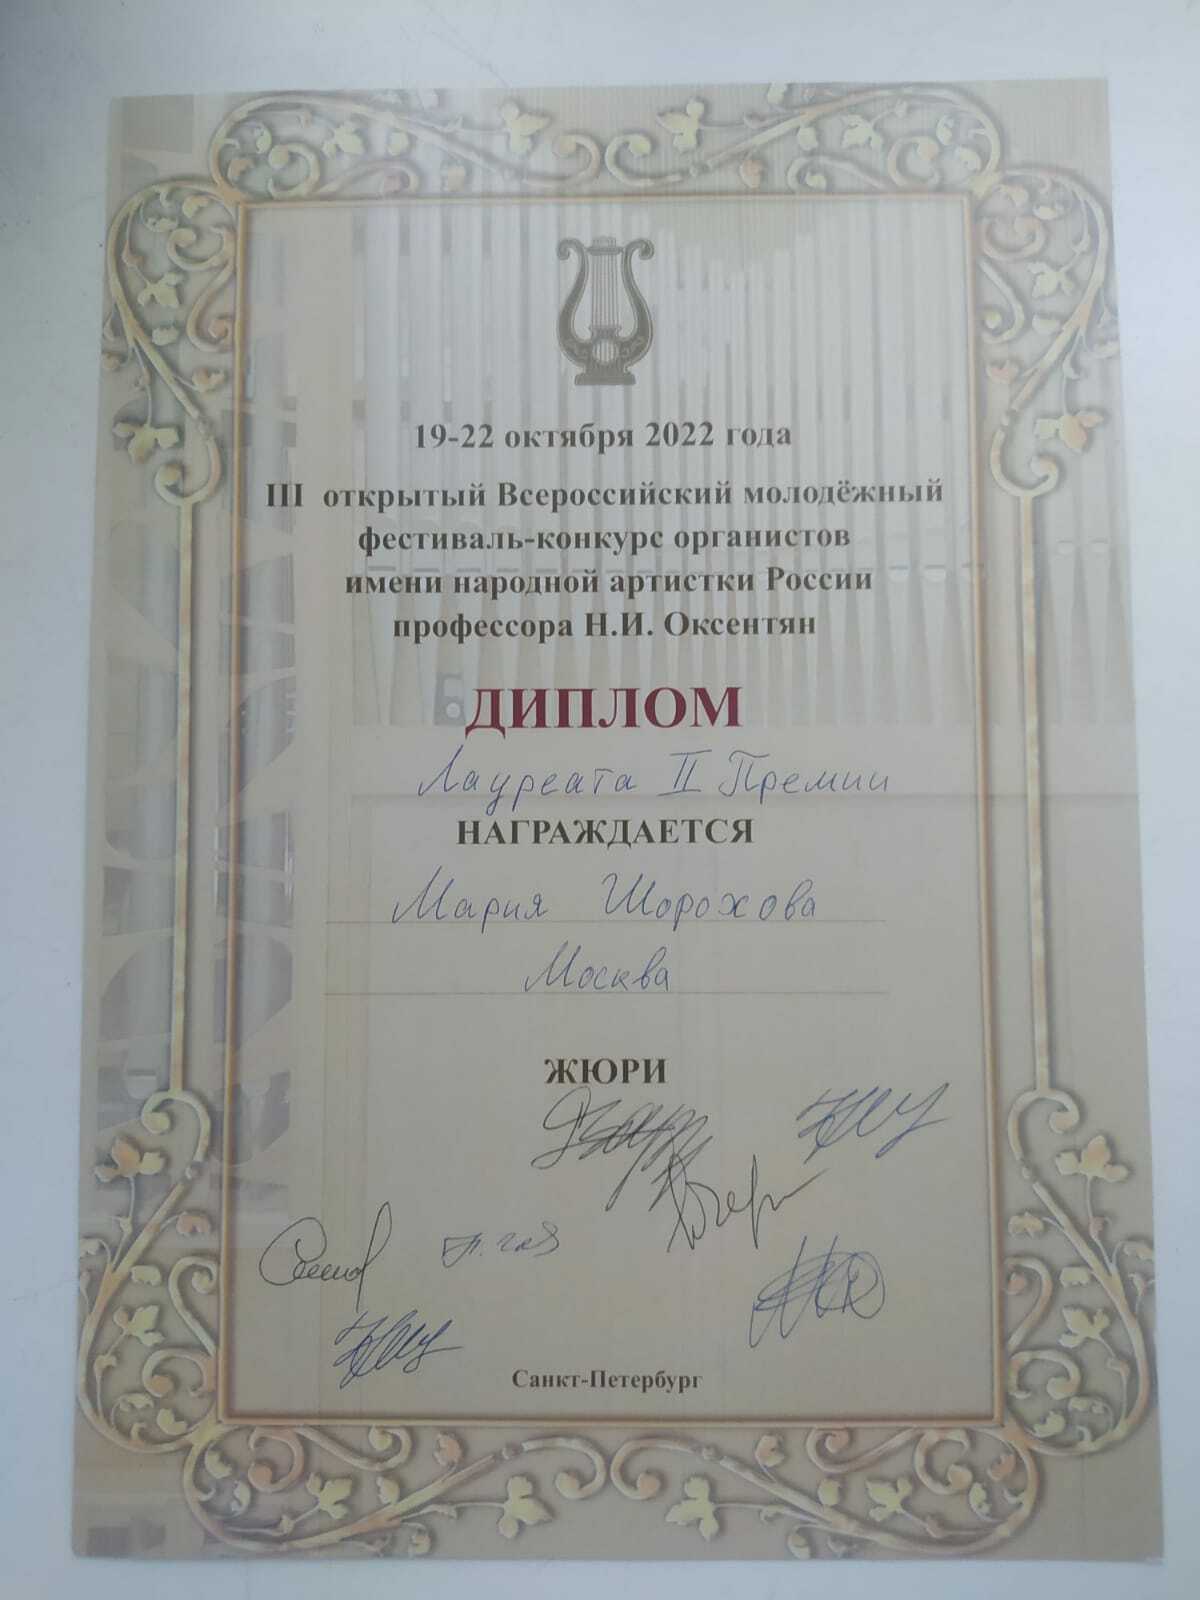 19-22 октября 2022 года
III открытый Всероссийский молодёжный
фестиваль-конкурс органистов
имени народной артистки России
профессора Н.И. Оксентян
ДИПЛОМ
Лауреата II Премии
НАГРАЖДАЕТСЯ
Мария Шорохова
Москва
ЖЮРИ
Санкт-Петербург